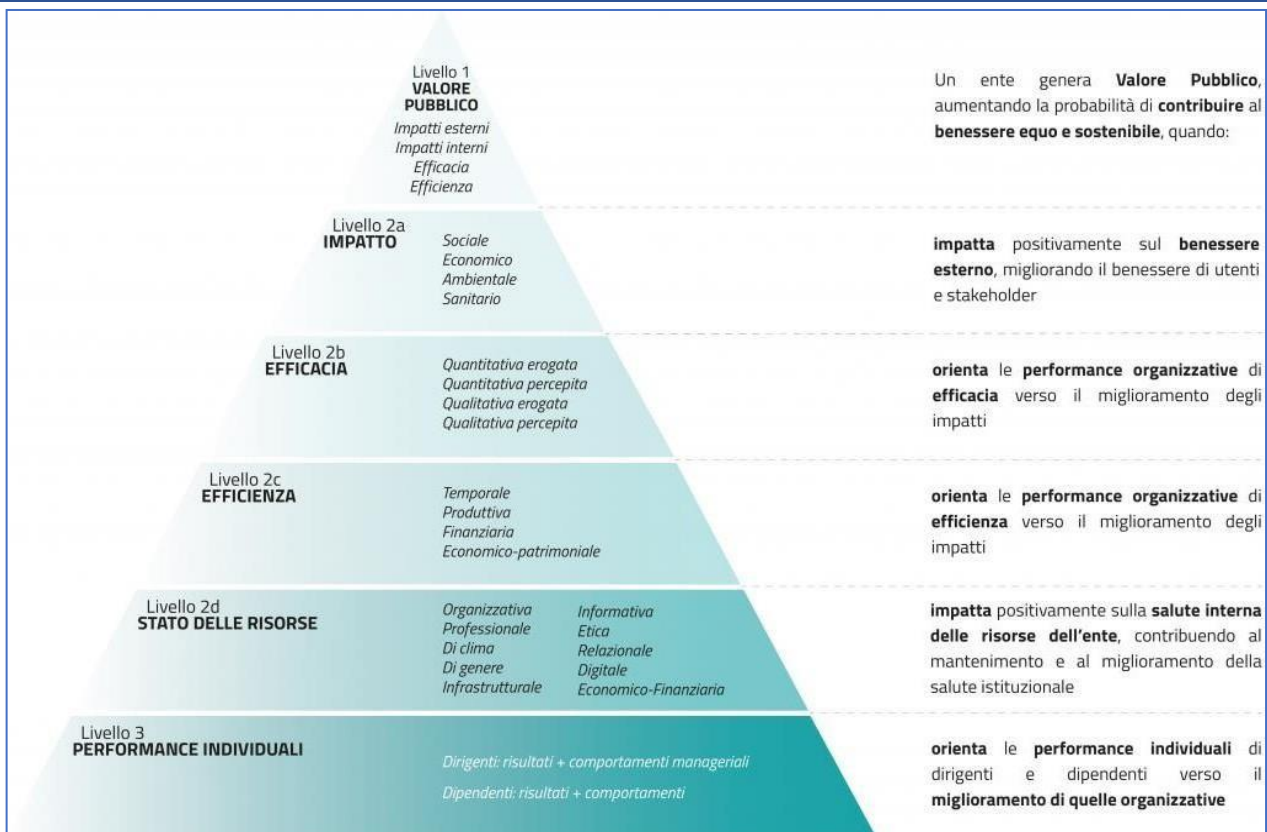 Livello 1
VALORE
PUBBLICO
Impatti esterni
Impatti interni
Efficacia
Efficienza
Un ente genera Valore Pubblico,
aumentando la probabilità di contribuire al
benessere equo e sostenibile, quando:
Livello 2a
IMPATTO
Sociale
Economico
Ambientale
Sanitario
impatta positivamente sul benessere
esterno, migliorando il benessere di utenti
e stakeholder
Livello 2b
EFFICACIA
Quantitativa erogata
Quantitativa percepita
Qualitativa erogata
Qualitativa percepita
orienta le performance organizzative di
efficacia verso il miglioramento degli
impatti
Livello 2c
EFFICIENZA
Temporale
Produttiva
Finanziaria
Economico-patrimoniale
orienta le performance organizzative di
efficienza verso il miglioramento degli
impatti
Livello 2d
STATO DELLE RISORSE
Organizzativa
Professionale
Di clima
Di genere
Infrastrutturale
Informativa
Etica
Relazionale
Digitale
Economico-Finanziaria
impatta positivamente sulla salute interna
delle risorse dell'ente, contribuendo al
mantenimento e al miglioramento della
salute istituzionale
Livello 3
PERFORMANCE INDIVIDUALI
Dirigenti: risultati + comportamenti manageriali
Dipendenti: risultati + comportamenti
orienta le performance individuali di
dirigenti e dipendenti verso il
miglioramento di quelle organizzative